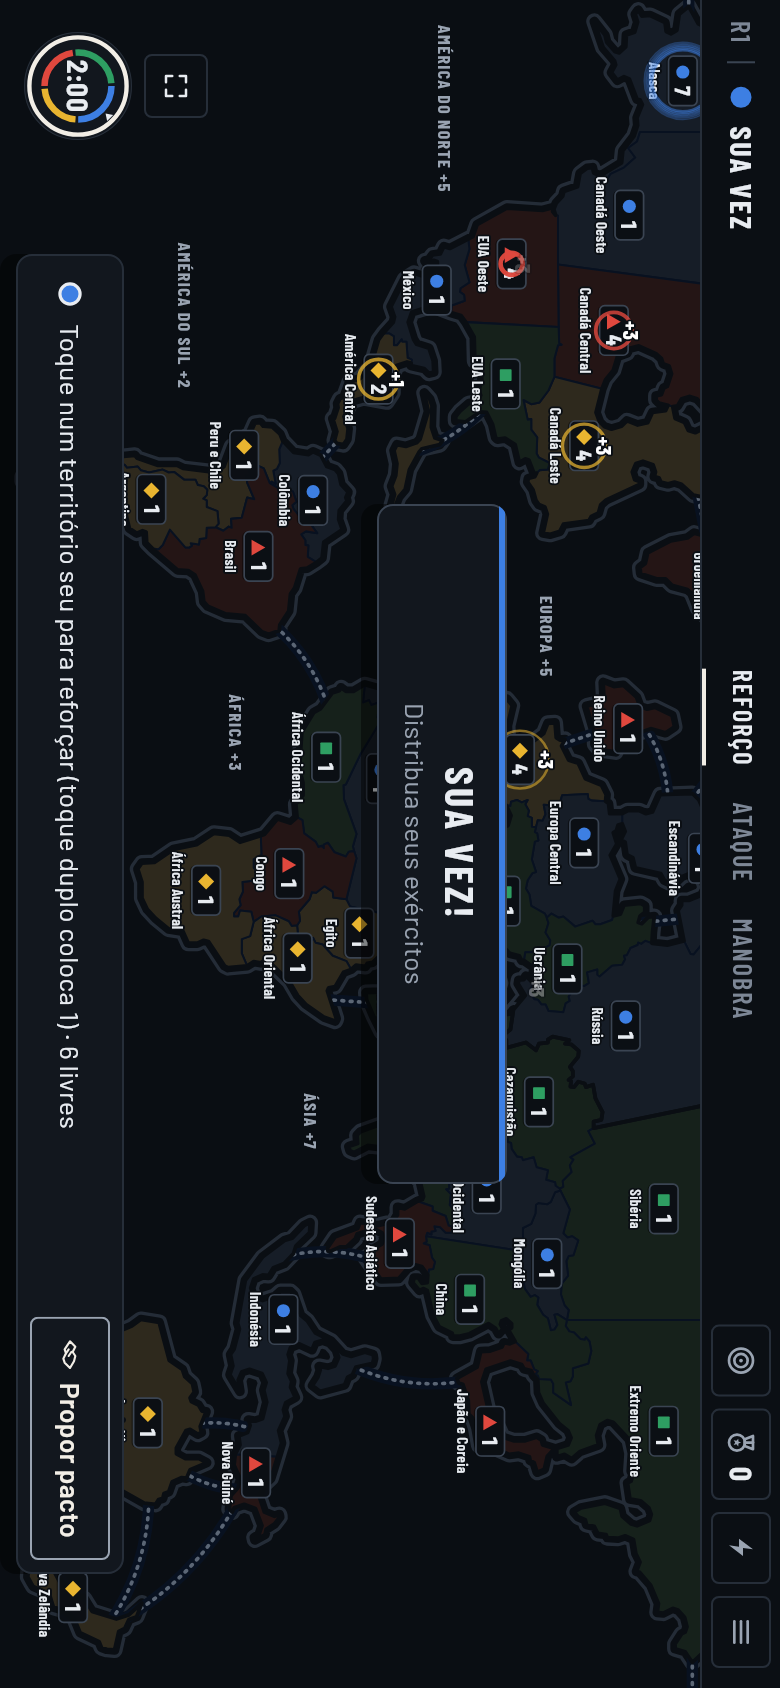 R1
SUA VEZ
REFORÇO
ATAQUE
MANOBRA
0
7
Alasca
1
Canadá Oeste
+3
4
Canadá Central
+3
4
Canadá Leste
EUA Oeste
1
EUA Leste
1
México
+1
2
América Central
AMÉRICA DO NORTE +5
AMÉRICA DO SUL +2
1
Colômbia
1
Peru e Chile
1
Brasil
1
EUROPA +5
1
Reino Unido
Escandinávia
+3
4
1
Europa Central
1
1
Ucrânia
1
Rússia
ÁFRICA +3
1
África Ocidental
1
Egito
1
Congo
1
África Oriental
1
África Austral
ÁSIA +7
1
Cazaquistão
1
Sibéria
1
Extremo Oriente
1
Mongólia
1
China
1
Japão e Coreia
1
Sudeste Asiático
1
Indonésia
1
Nova Guiné
1
1
SUA VEZ!
Distribua seus exércitos
2:00
Toque num território seu para reforçar (toque duplo coloca 1) · 6 livres
Propor pacto